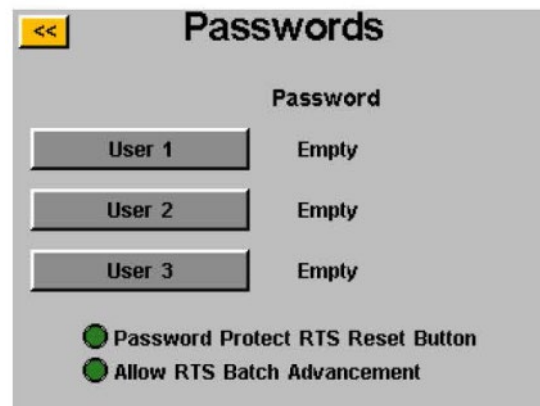 << Passwords
Password
User 1 Empty
User 2 Empty
User 3 Empty
Password Protect RTS Reset Button
Allow RTS Batch Advancement